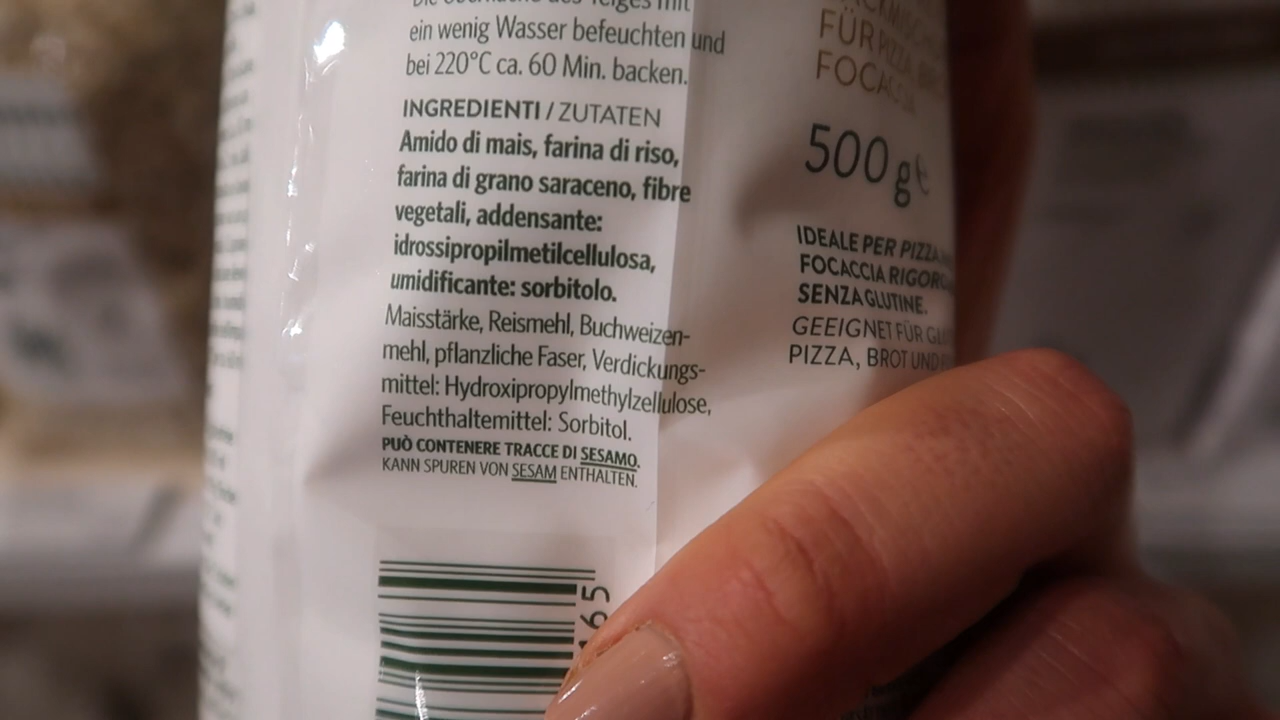 ein wenig Wasser befeuchten und
bei 220°C ca. 60 Min. backen.
INGREDIENTI / ZUTATEN
Amido di mais, farina di riso,
farina di grano saraceno, fibre
vegetali, addensante:
idrossipropilmetilcellulosa,
umidificante: sorbitolo.
Maisstärke, Reismehl, Buchweizen-
mehl, pflanzliche Faser, Verdickungs-
mittel: Hydroxipropylmethylzellulose,
Feuchthaltemittel: Sorbitol.
PUÒ CONTENERE TRACCE DI SESAMO.
KANN SPUREN VON SESAM ENTHALTEN.
165
FÜR PIZZA, BR
FOCACCIA
500 g e
IDEALE PER PIZZA
FOCACCIA
SENZA GLUTINE.
GEEIGNET FÜR
PIZZA, BROT UND